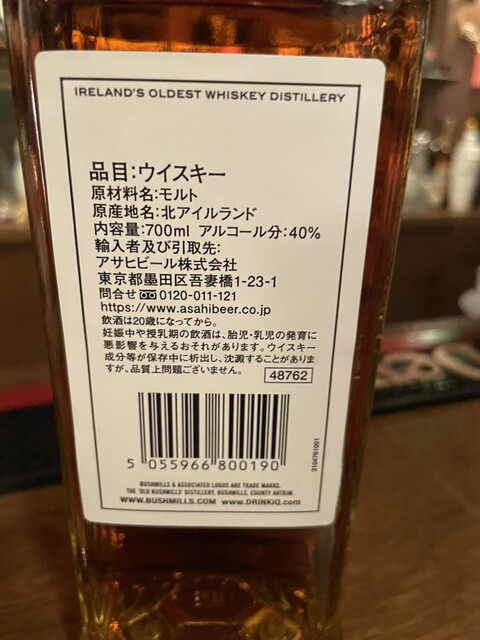 IRELAND'S OLDEST WHISKEY DISTILLERY
品目:ウイスキー
原材料名:モルト
原産地名:北アイルランド
内容量:700ml アルコール分:40%
輸入者及び引取先:
アサヒビール株式会社
東京都墨田区吾妻橋1-23-1
問合せ 0120-011-121
https://www.asahibeer.co.jp
飲酒は20歳になってから。
妊娠中や授乳期の飲酒は、胎児・乳児の発育に
悪影響を与えるおそれがあります。ウイスキー
成分等が保存中に析出し、沈澱することがありま
すが、品質上問題ございません。
48762
5 055966 800190
3104761001
BUSHMILLS & ASSOCIATED LOGOS ARE TRADE MARKS.
THE 'OLD BUSHMILLS' DISTILLERY, BUSHMILLS, COUNTY ANTRIM.
WWW.BUSHMILLS.COM www.DRINKiQ.com